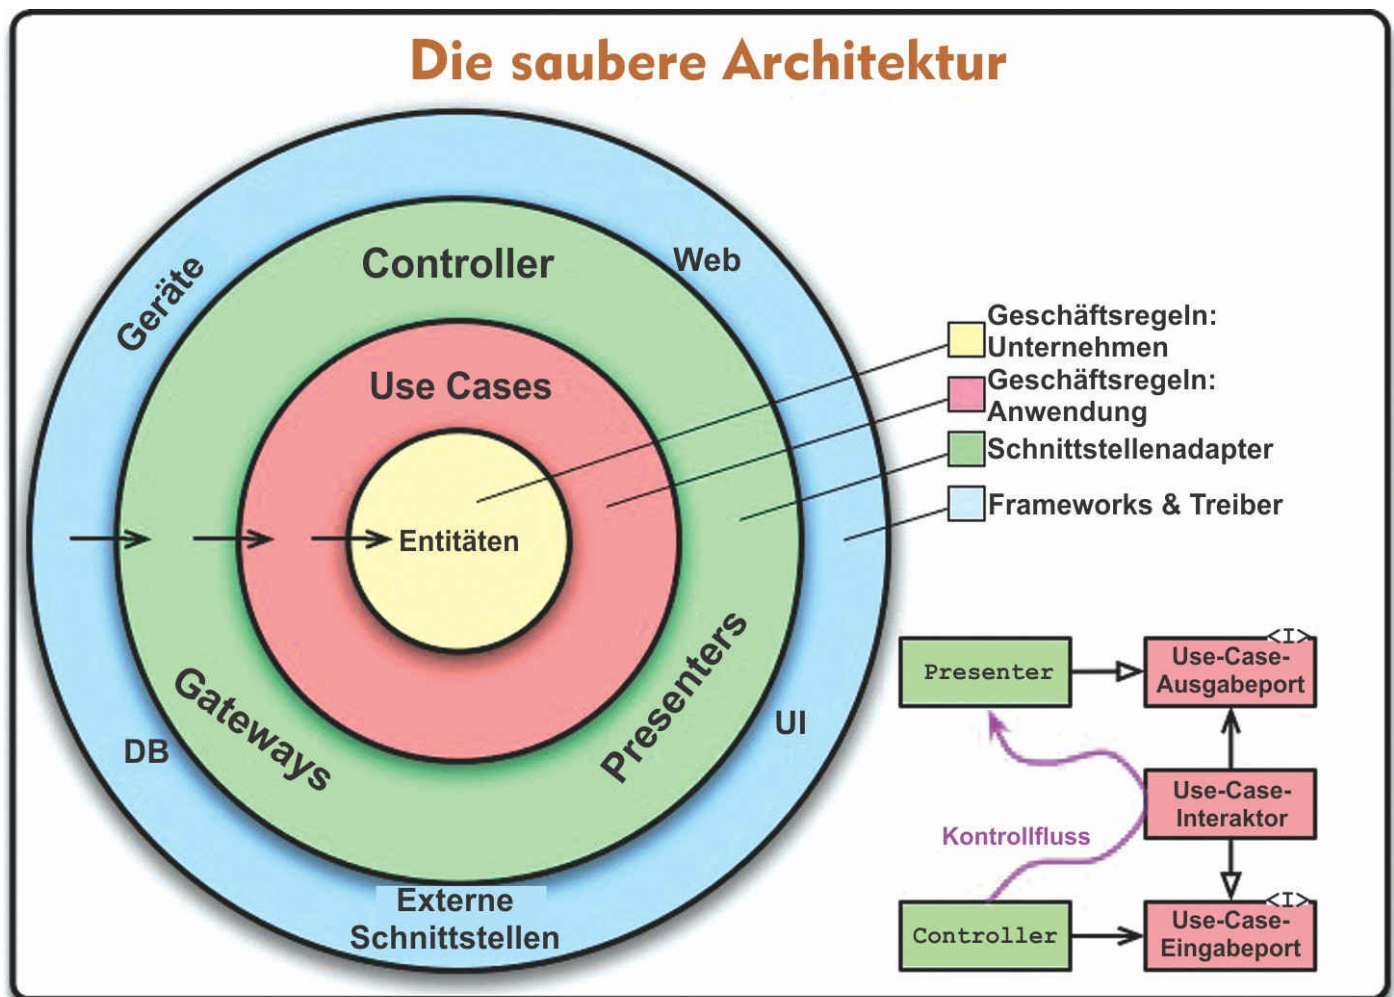 Die saubere Architektur
Geräte
Controller
Web
Use Cases
Entitäten
Gateways
Presenters
DB
UI
Externe
Schnittstellen
Geschäftsregeln:
Unternehmen
Geschäftsregeln:
Anwendung
Schnittstellenadapter
Frameworks & Treiber
Presenter
<I>
Use-Case-
Ausgabeport
Use-Case-
Interaktor
Kontrollfluss
Controller
<I>
Use-Case-
Eingabeport